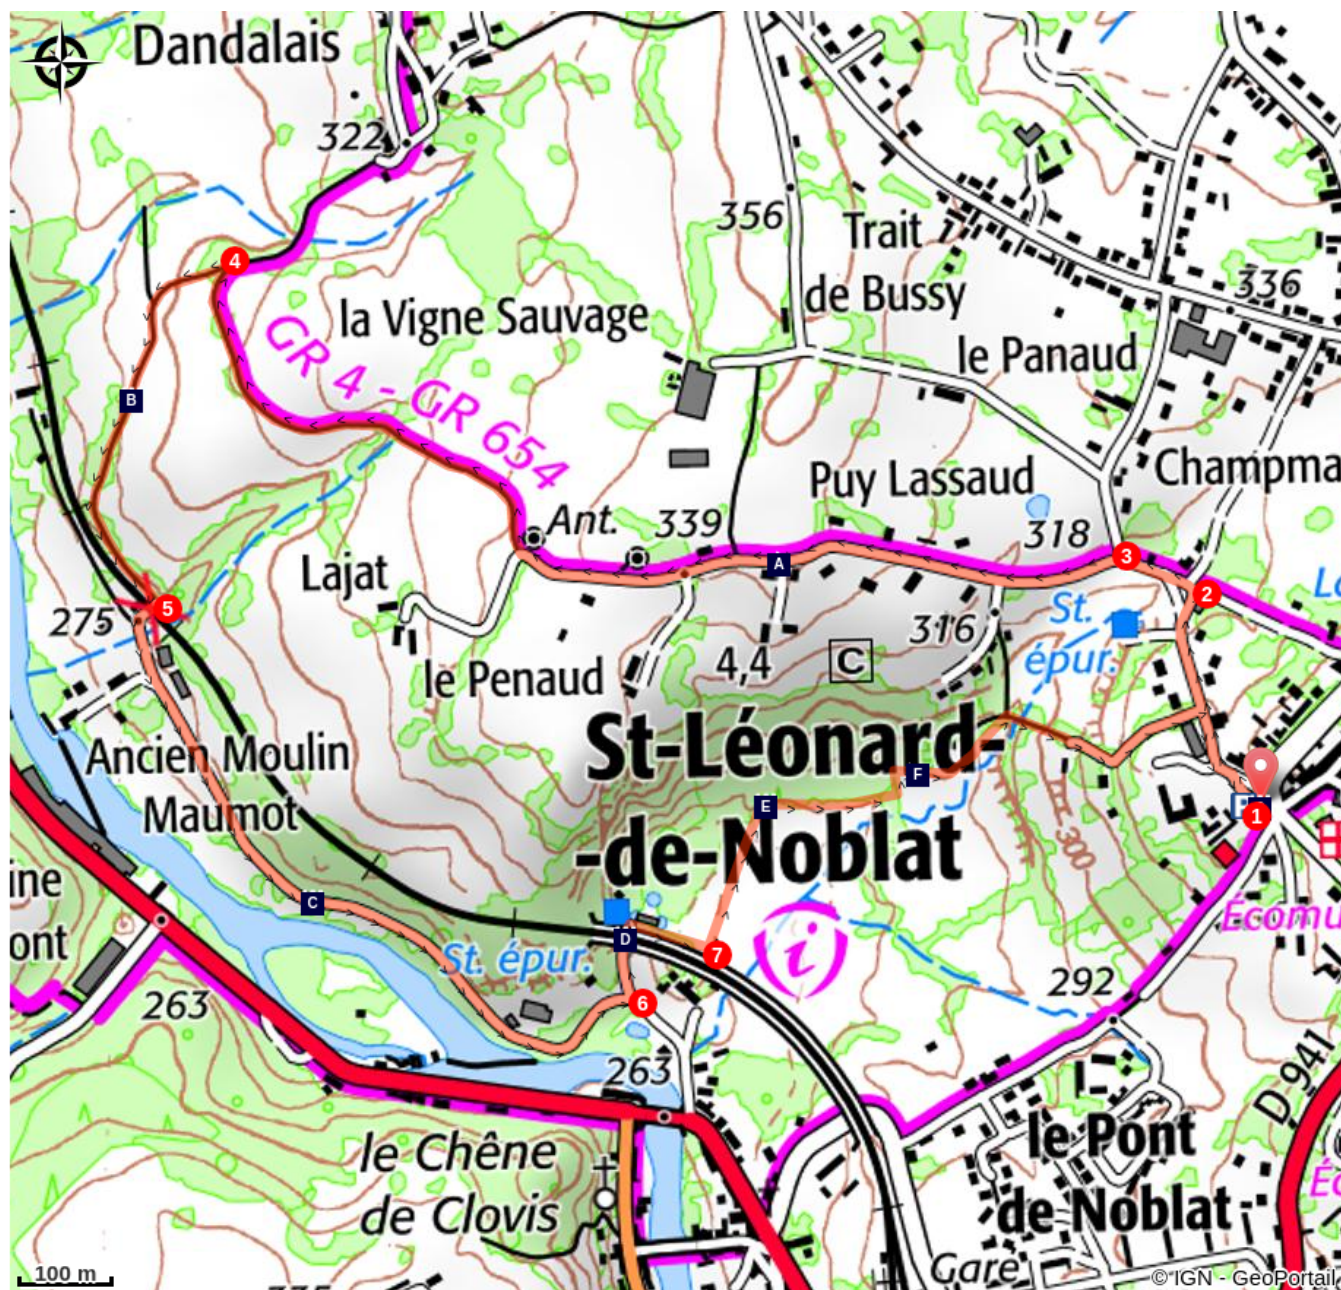 Dandalais
322
4
356
Trait
de Bussy
336
la Vigne Sauvage
le Panaud
B
GR 4 - GR 654
Puy Lassaud
Ant.
339
318
3
A
2
Lajat
275
5
St.
épur.
316
4,4
C
le Penaud
St-Léonard-
-de-Noblat
F
E
1
300
Ancien Moulin
Maumot
C
St. épur.
D
7
i
292
6
263
263
le Chêne
de Clovis
le Pont
de Noblat
D 941
Gare
100 m
© IGN - GeoPortail